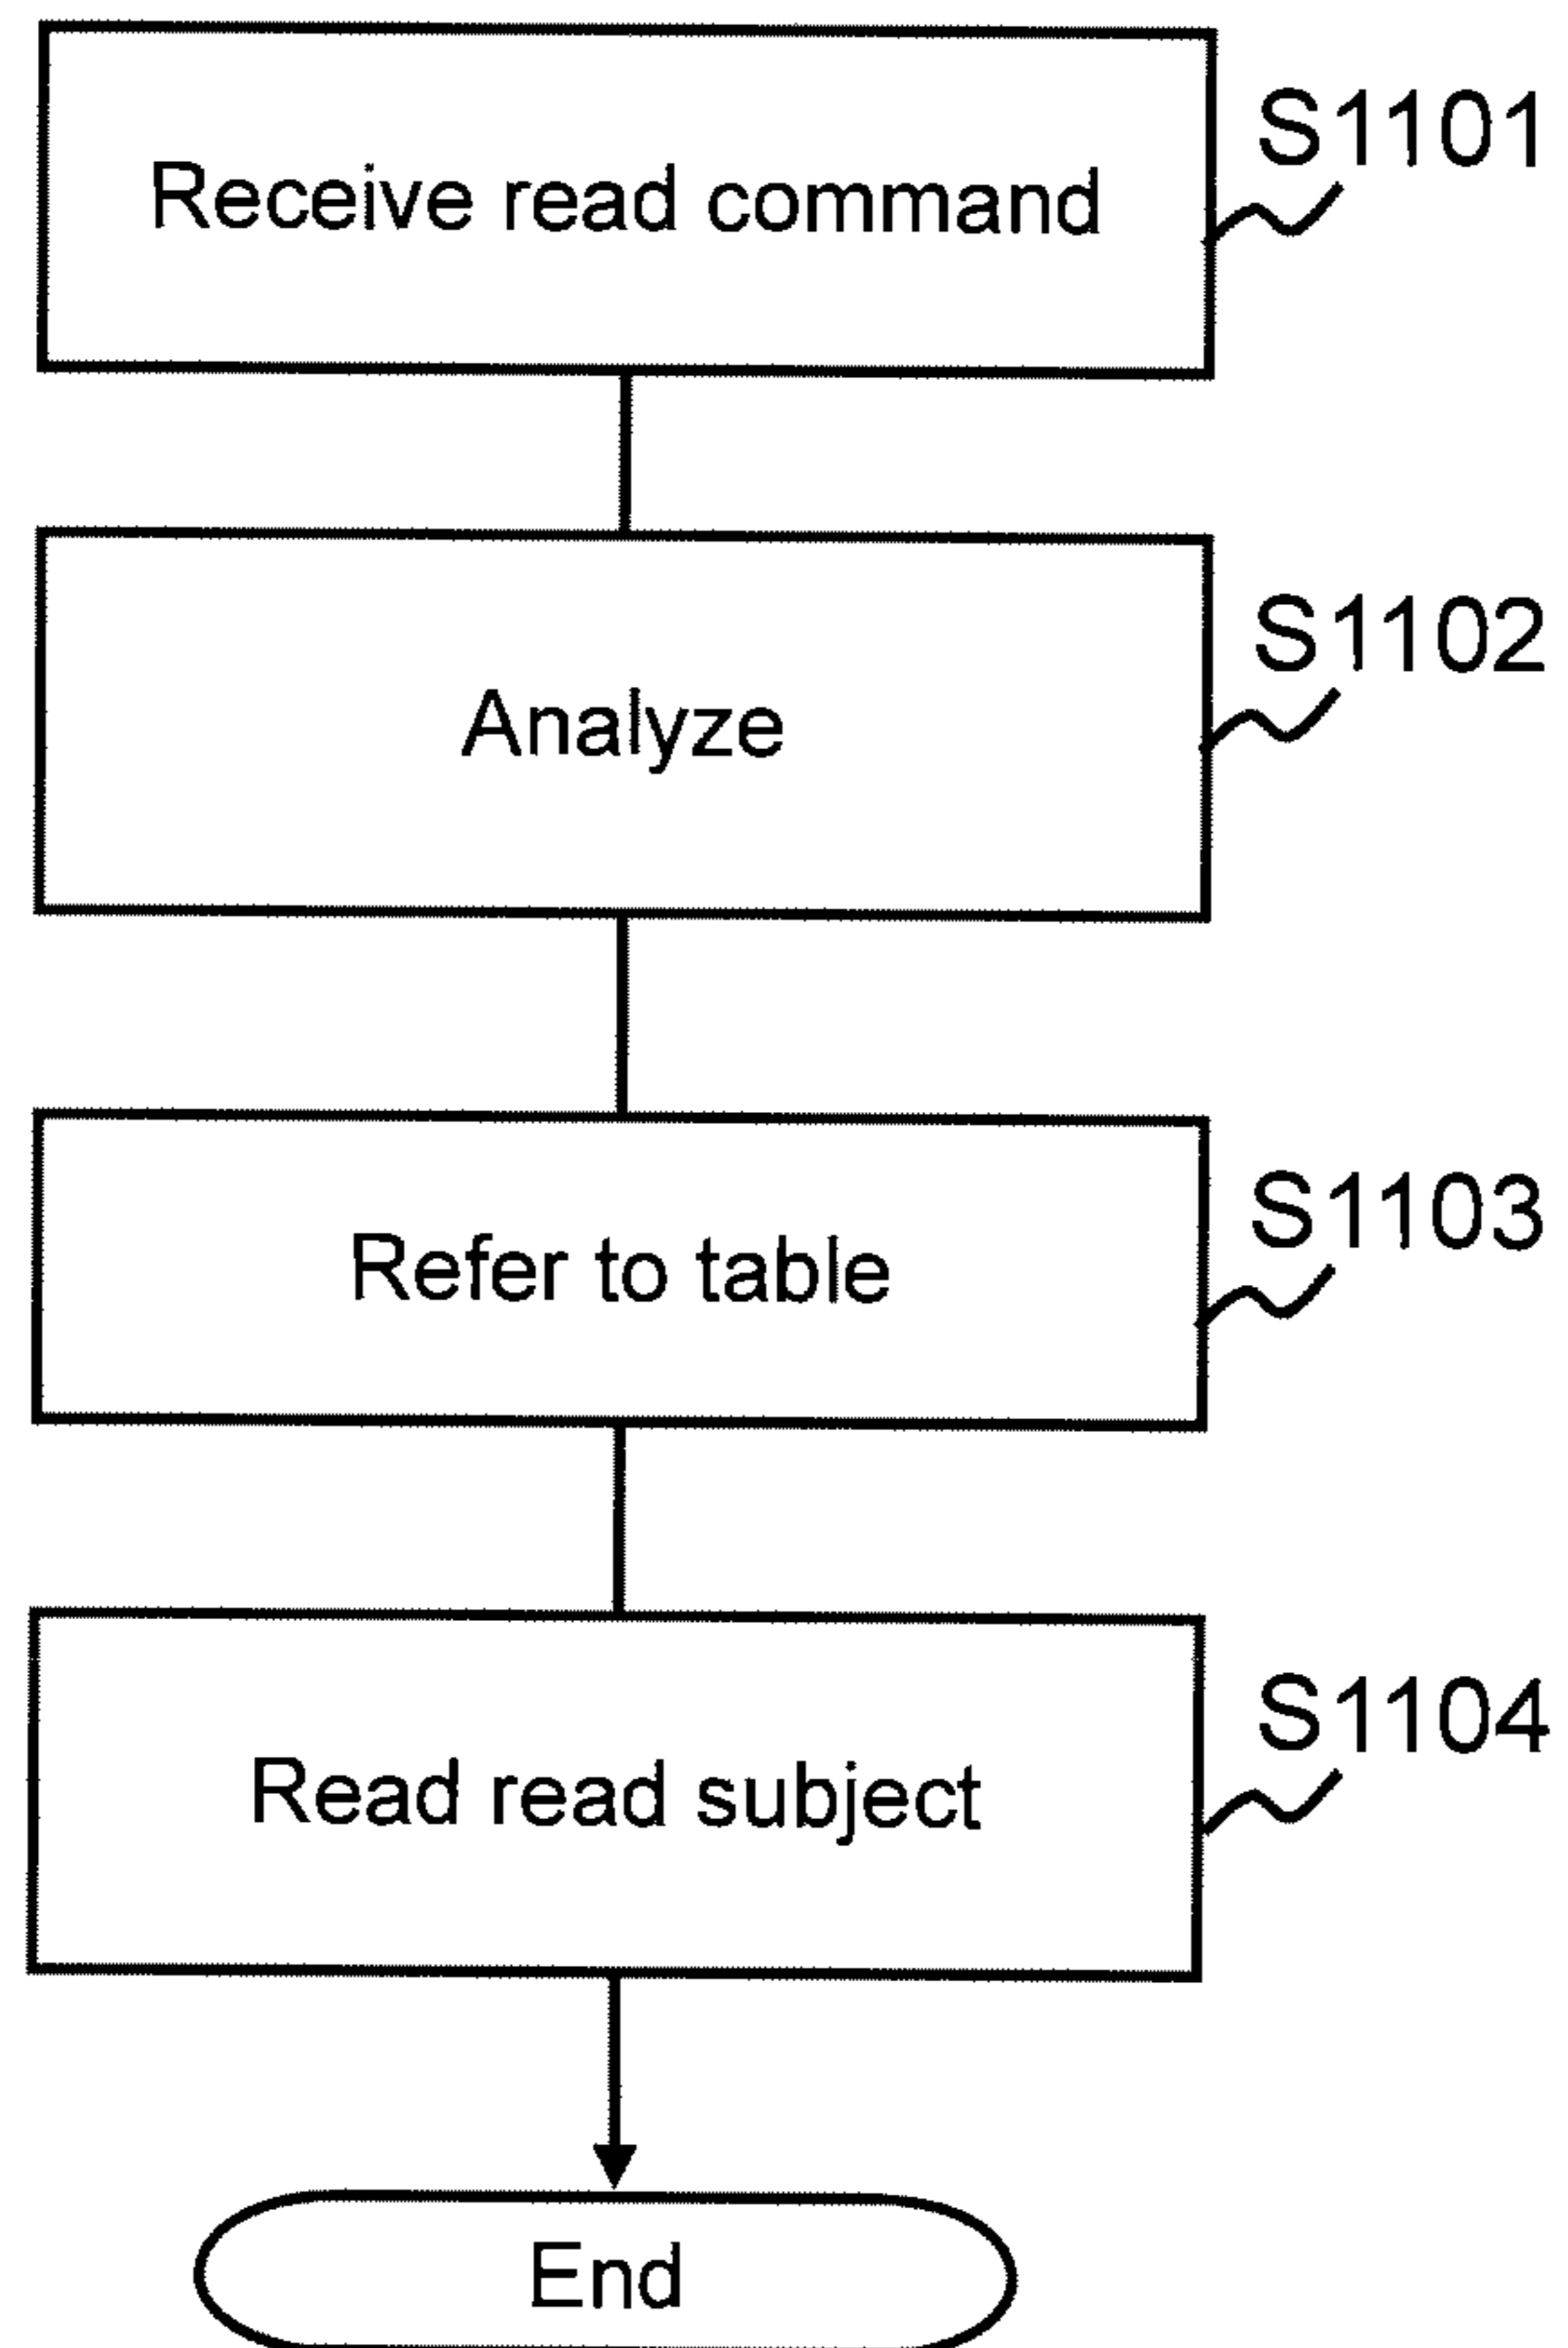 Receive read command
S1101
Analyze
S1102
Refer to table
S1103
Read read subject
S1104
End